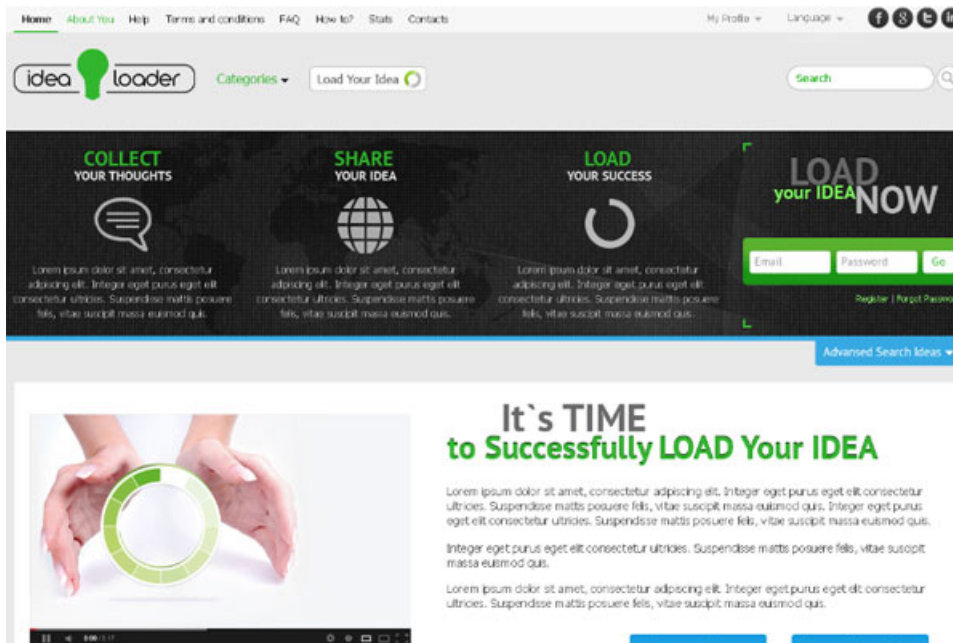 Home About You Help Terms and conditions FAQ How to? Stats Contacts My Profile Language
idea loader Categories Load Your Idea Search
COLLECT
YOUR THOUGHTS
Lorem ipsum dolor sit amet, consectetur
adipiscing elit. Integer eget purus eget elit
consectetur ultricies. Suspendisse mattis posuere
felis, vitae suscipit massa euismod quis.
SHARE
YOUR IDEA
Lorem ipsum dolor sit amet, consectetur
adipiscing elit. Integer eget purus eget elit
consectetur ultricies. Suspendisse mattis posuere
felis, vitae suscipit massa euismod quis.
LOAD
YOUR SUCCESS
Lorem ipsum dolor sit amet, consectetur
adipiscing elit. Integer eget purus eget elit
consectetur ultricies. Suspendisse mattis posuere
felis, vitae suscipit massa euismod quis.
LOAD
your IDEA
NOW
Email Password Go
Register | Forgot Passwo
Advansed Search Ideas
It`s TIME
to Successfully LOAD Your IDEA
Lorem ipsum dolor sit amet, consectetur adipiscing elit. Integer eget purus eget elit consectetur
ultricies. Suspendisse mattis posuere felis, vitae suscipit massa euismod quis. Integer eget purus
eget elit consectetur ultricies. Suspendisse mattis posuere felis, vitae suscipit massa euismod quis.
Integer eget purus eget elit consectetur ultricies. Suspendisse mattis posuere felis, vitae suscipit
massa euismod quis.
Lorem ipsum dolor sit amet, consectetur adipiscing elit. Integer eget purus eget elit consectetur
ultricies. Suspendisse mattis posuere felis, vitae suscipit massa euismod quis.